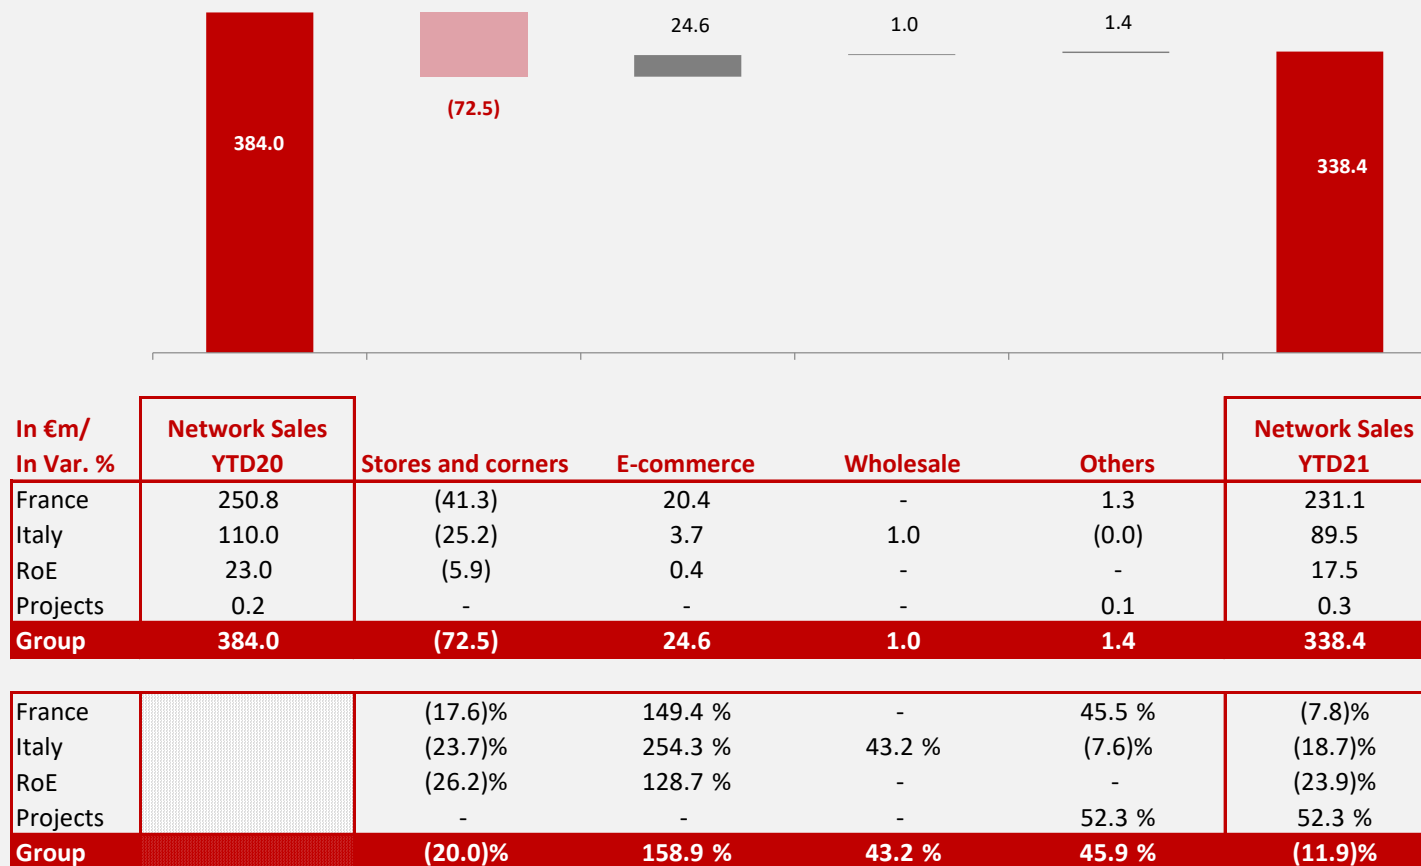 24.6 1.0 1.4
(72.5)
384.0
338.4
In €m/ Network Sales Network Sales
In Var. % YTD20 Stores and corners E-commerce Wholesale Others YTD21
France 250.8 (41.3) 20.4 - 1.3 231.1
Italy 110.0 (25.2) 3.7 1.0 (0.0) 89.5
RoE 23.0 (5.9) 0.4 - - 17.5
Projects 0.2 - - - 0.1 0.3
Group 384.0 (72.5) 24.6 1.0 1.4 338.4
France (17.6)% 149.4 % - 45.5 % (7.8)%
Italy (23.7)% 254.3 % 43.2 % (7.6)% (18.7)%
RoE (26.2)% 128.7 % - - (23.9)%
Projects - - - 52.3 % 52.3 %
Group (20.0)% 158.9 % 43.2 % 45.9 % (11.9)%